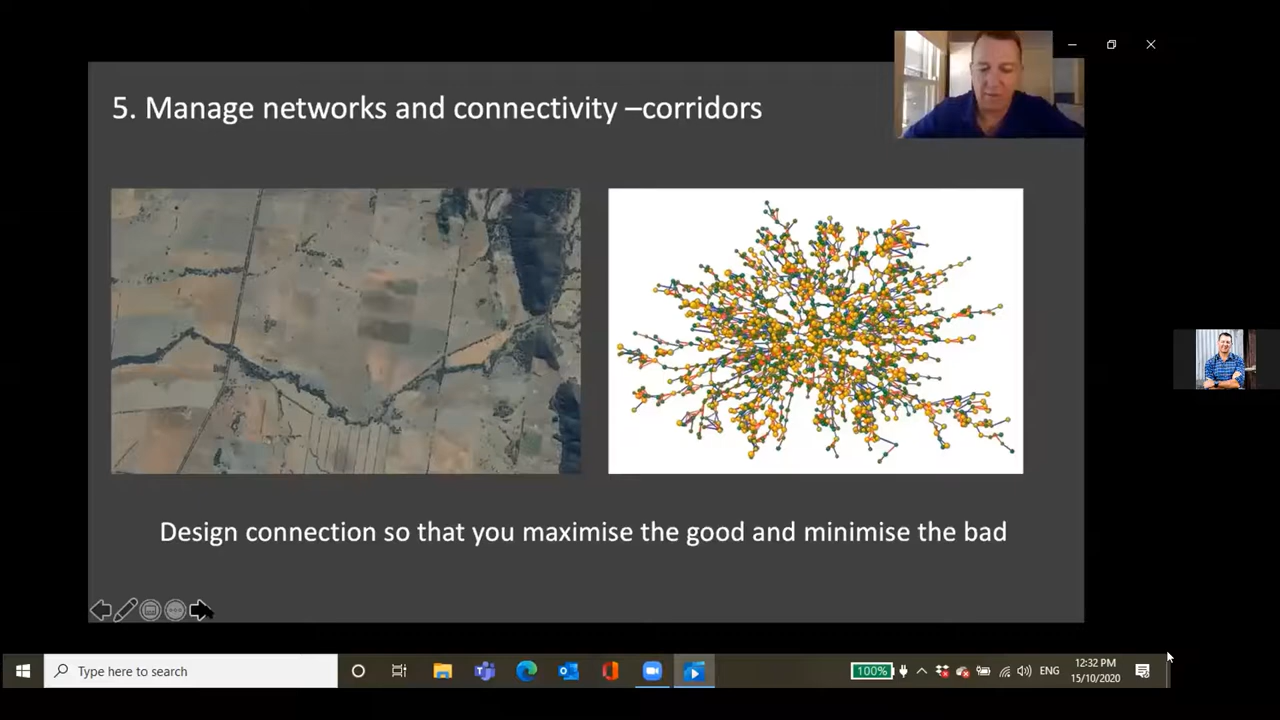 5. Manage networks and connectivity –corridors
Design connection so that you maximise the good and minimise the bad
Type here to search
100%
ENG
12:32 PM
15/10/2020